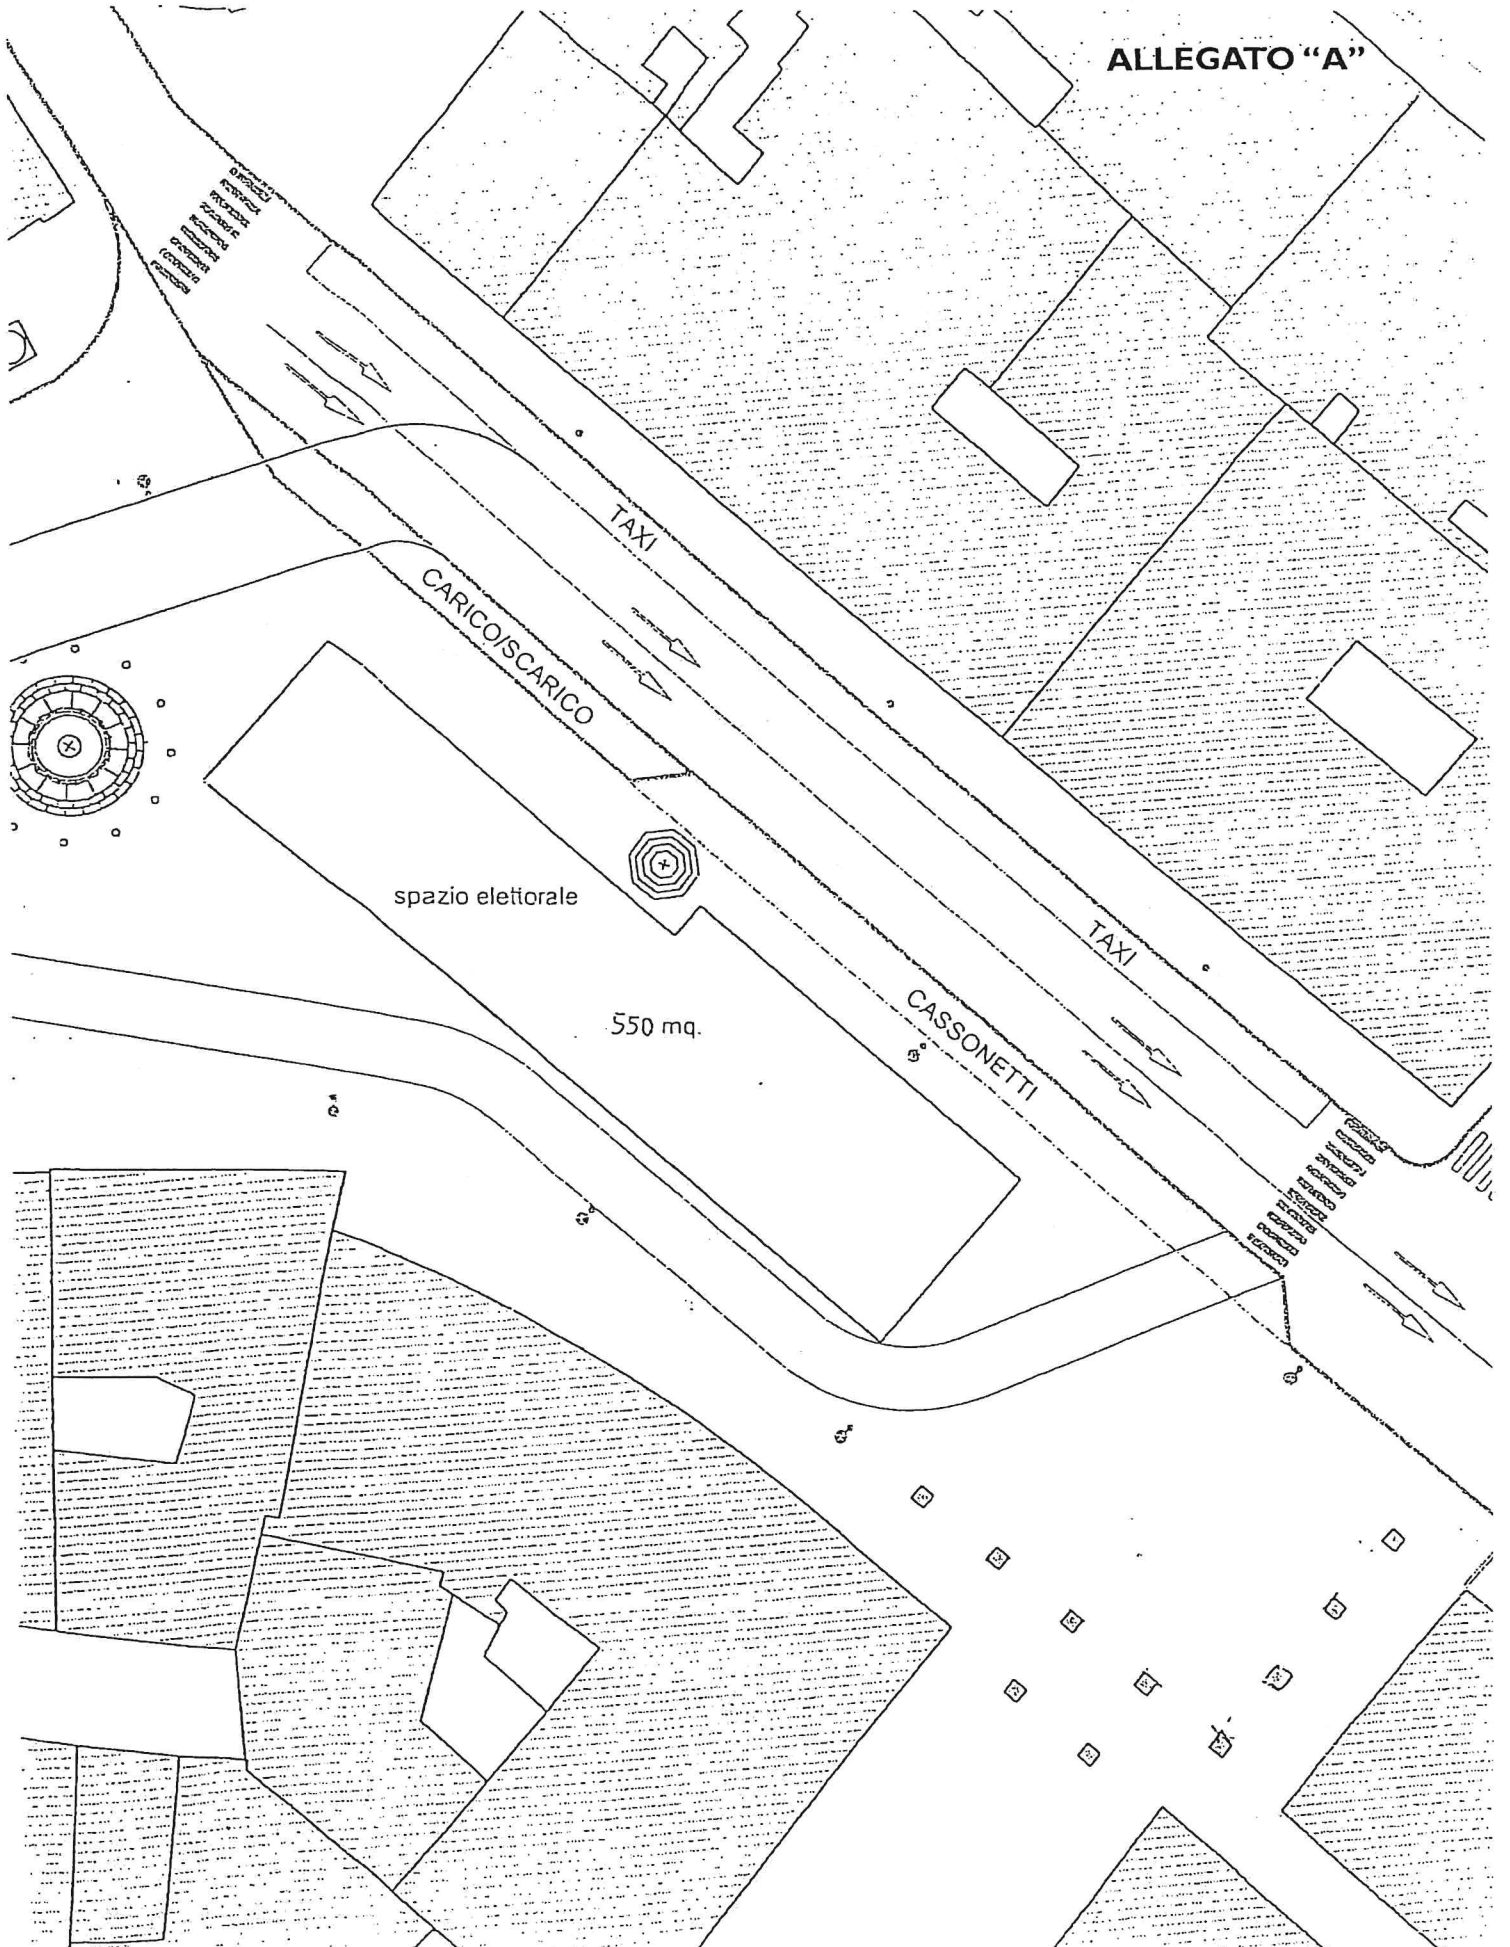 ALLEGATO “A”
TAXI
CARICO/SCARICO
spazio elettorale
TAXI
CASSONETTI
550 mq.